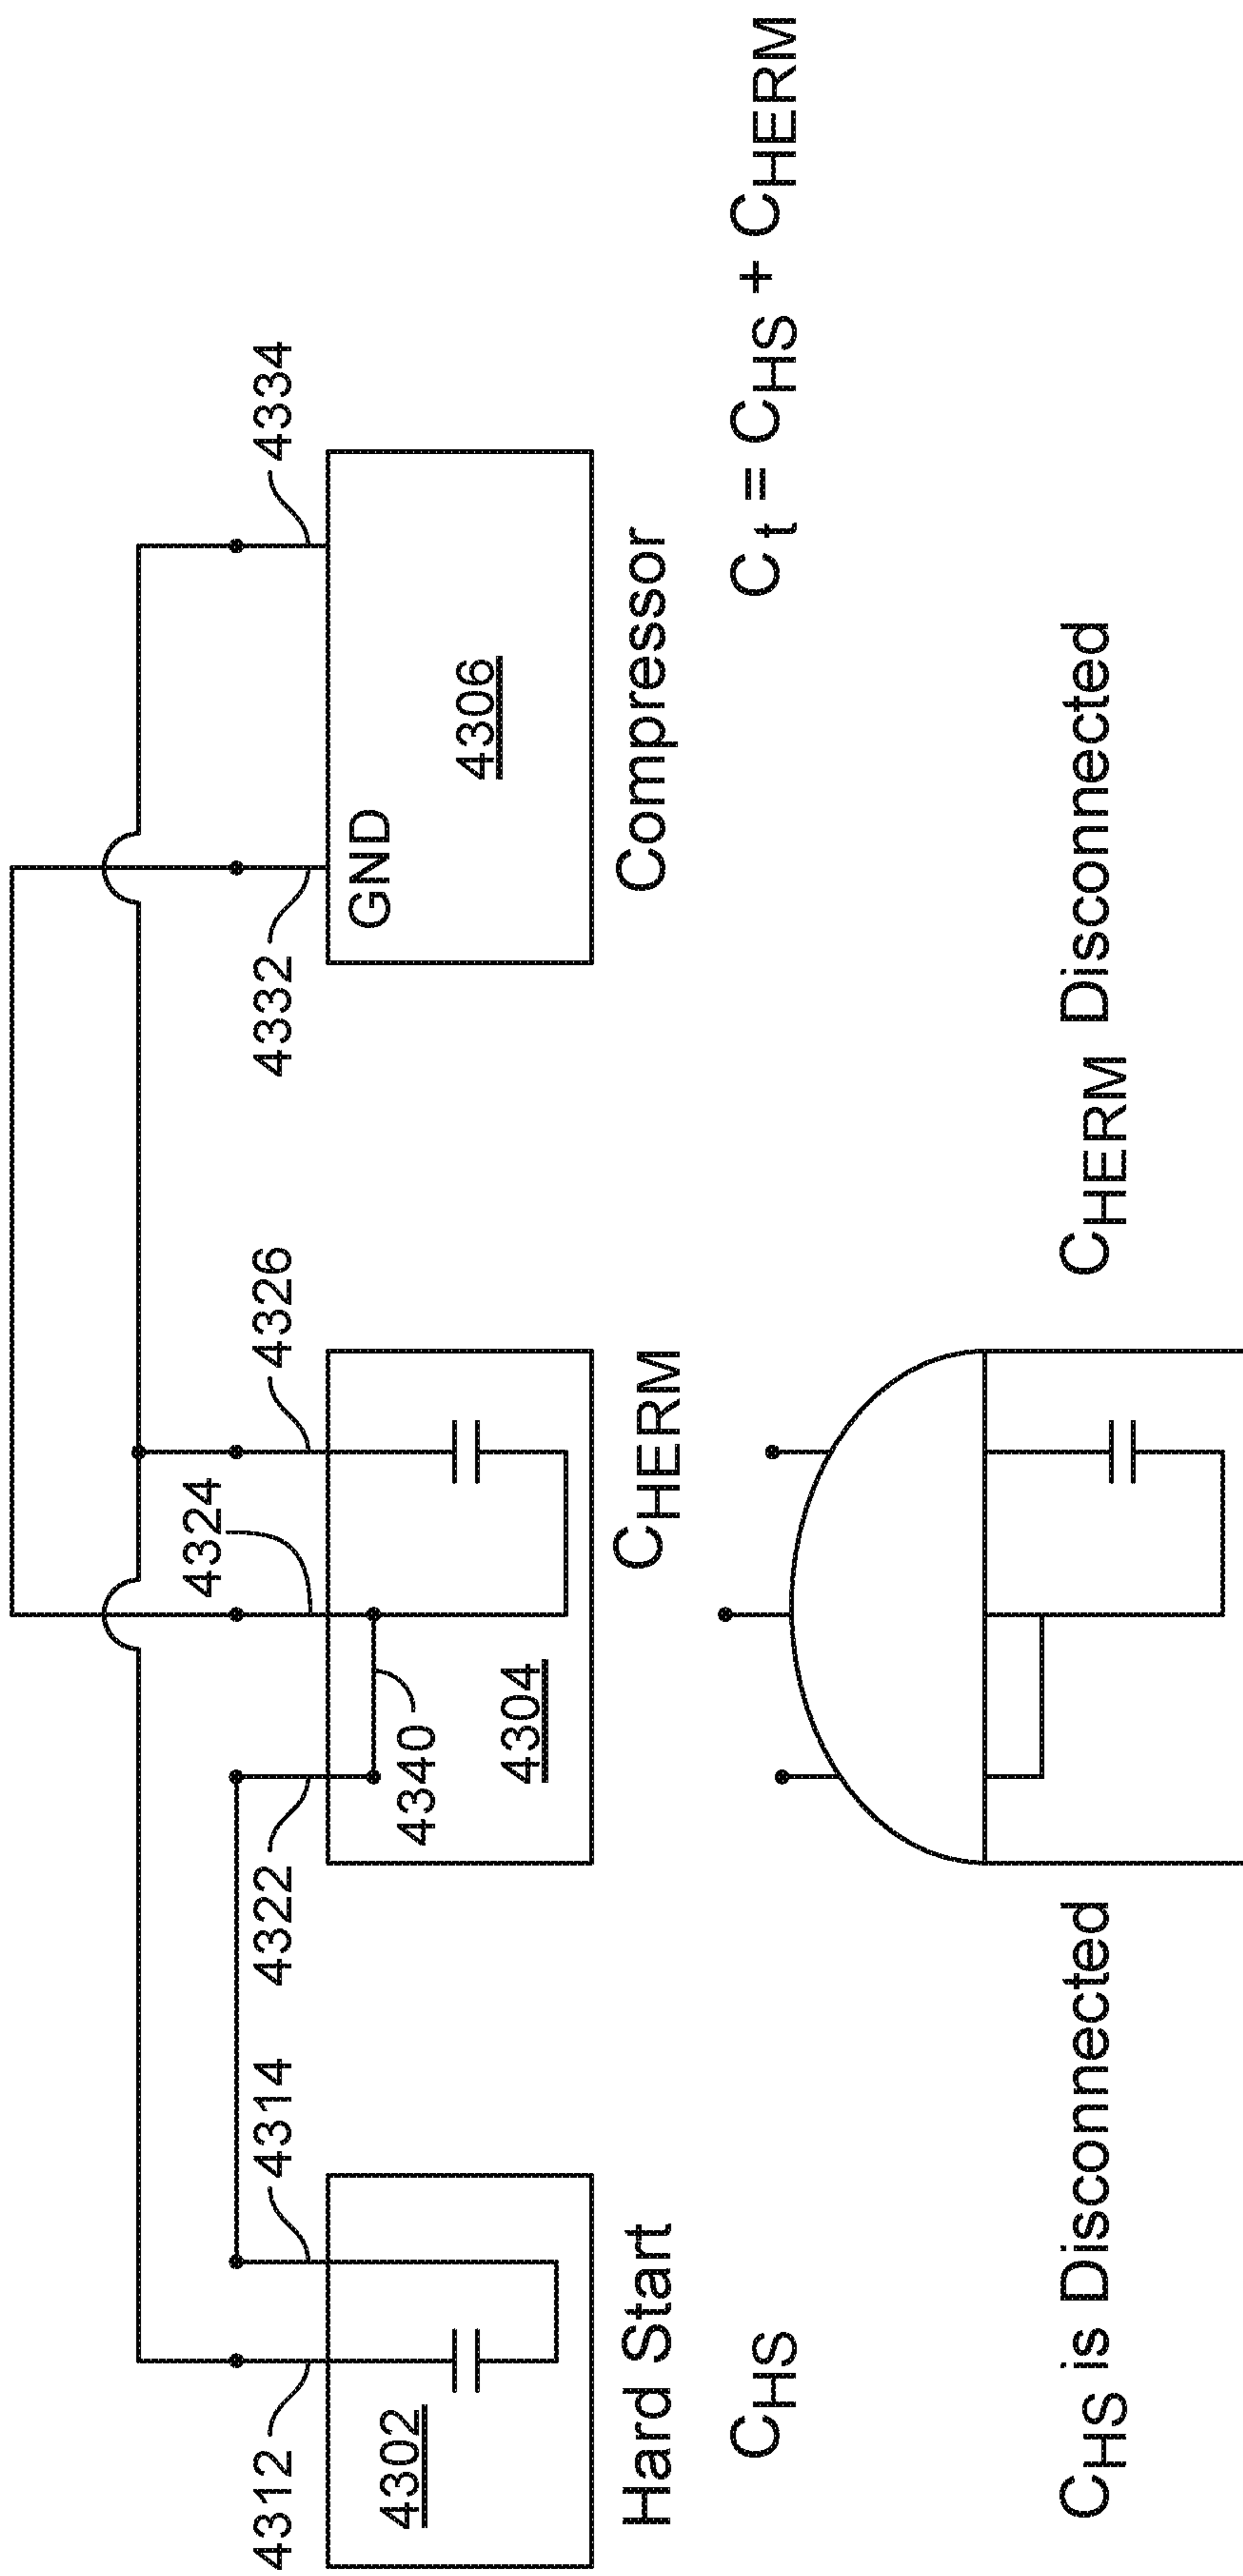 4312
4314
4322
4324
4326
4332
4334
4302
4340
4304
GND
4306
Hard Start
C_HS
C_HERM
Compressor
C_t = C_HS + C_HERM
C_HS is Disconnected
C_HERM Disconnected